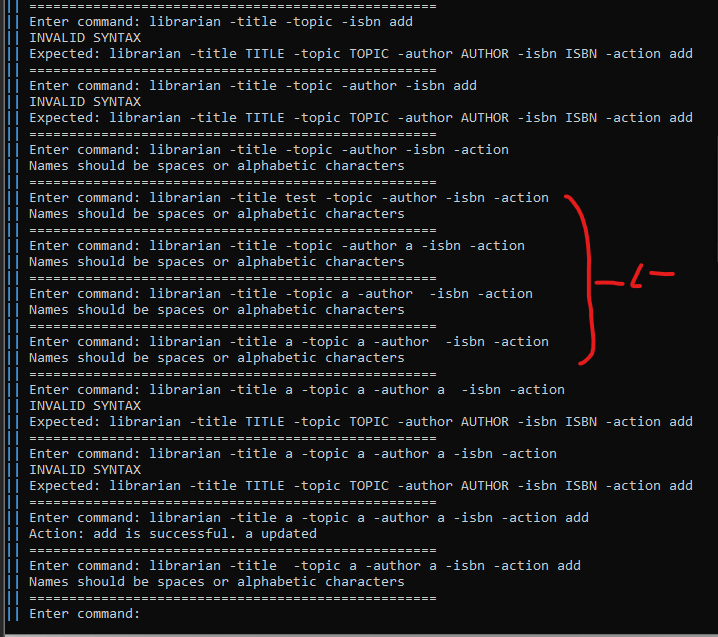 ===================================================
Enter command: librarian -title -topic -isbn add
INVALID SYNTAX
Expected: librarian -title TITLE -topic TOPIC -author AUTHOR -isbn ISBN -action add
===================================================
Enter command: librarian -title -topic -author -isbn add
INVALID SYNTAX
Expected: librarian -title TITLE -topic TOPIC -author AUTHOR -isbn ISBN -action add
===================================================
Enter command: librarian -title -topic -author -isbn -action
Names should be spaces or alphabetic characters
===================================================
Enter command: librarian -title test -topic -author -isbn -action
Names should be spaces or alphabetic characters
===================================================
Enter command: librarian -title -topic -author a -isbn -action
Names should be spaces or alphabetic characters
===================================================
Enter command: librarian -title -topic a -author  -isbn -action
Names should be spaces or alphabetic characters
===================================================
Enter command: librarian -title a -topic a -author  -isbn -action
Names should be spaces or alphabetic characters
===================================================
Enter command: librarian -title a -topic a -author a  -isbn -action
INVALID SYNTAX
Expected: librarian -title TITLE -topic TOPIC -author AUTHOR -isbn ISBN -action add
===================================================
Enter command: librarian -title a -topic a -author a -isbn -action
INVALID SYNTAX
Expected: librarian -title TITLE -topic TOPIC -author AUTHOR -isbn ISBN -action add
===================================================
Enter command: librarian -title a -topic a -author a -isbn -action add
Action: add is successful. a updated
===================================================
Enter command: librarian -title  -topic a -author a -isbn -action add
Names should be spaces or alphabetic characters
===================================================
Enter command: